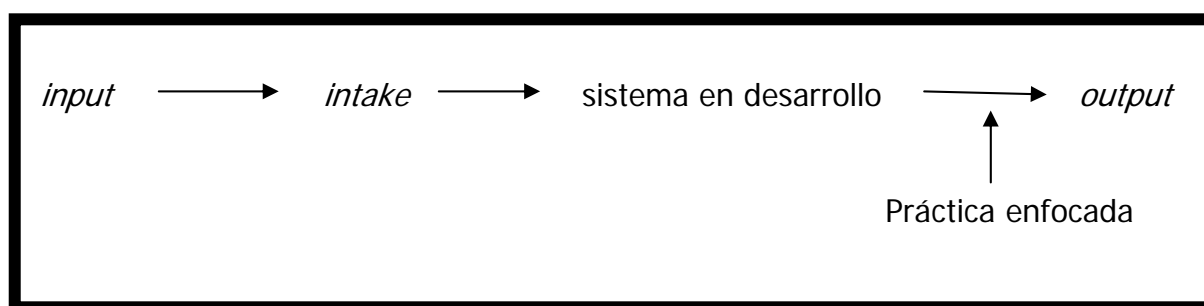 input intake sistema en desarrollo output
Práctica enfocada